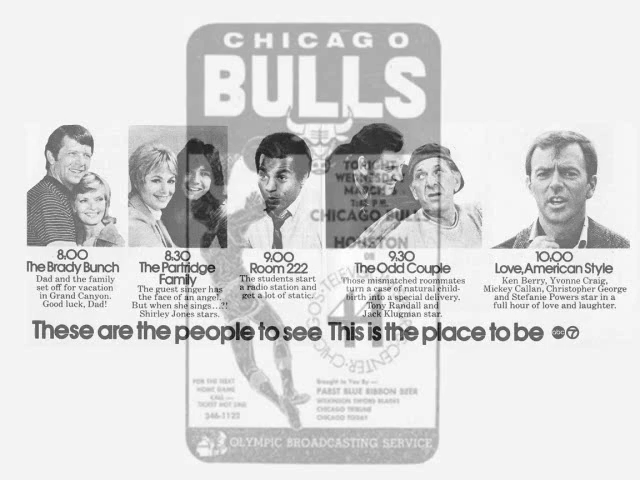 CHICAGO
BULLS
TONIGHT
WEDNESDAY
MARCH
P.M.
CHICAGO BULLS
HOUSTON
8:00
The Brady Bunch
Dad and the family
set off for vacation
in Grand Canyon.
Good luck, Dad!
8:30
The Partridge
Family
The guest singer has
the face of an angel.
But when she sings...?!
Shirley Jones stars.
9:00
Room 222
The students start
a radio station and
get a lot of static.
9:30
The Odd Couple
Those mismatched roommates
turn a case of natural child-
birth into a special delivery.
Tony Randall and
Jack Klugman star.
10:00
Love, American Style
Ken Berry, Yvonne Craig,
Mickey Callan, Christopher George
and Stefanie Powers star in a
full hour of love and laughter.
These are the people to see This is the place to be abc 7
FOR THE NEXT
HOME GAME
CALL —
TICKET HOT LINE
346-1122
Brought to You By —
PABST BLUE RIBBON BEER
WILKINSON SWORD BLADES
CHICAGO TRIBUNE
CHICAGO TODAY
OLYMPIC BROADCASTING SERVICE